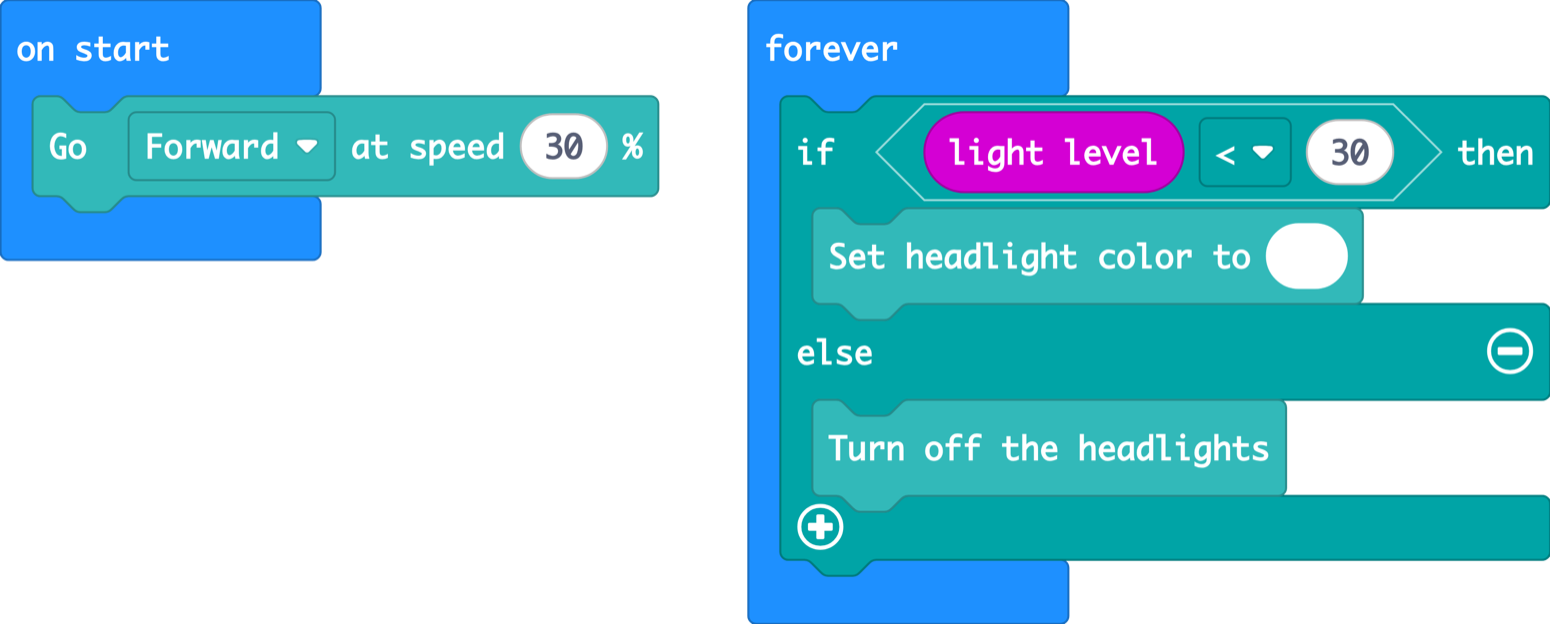 on start
Go Forward at speed 30 %
forever
if light level < 30 then
Set headlight color to
else
Turn off the headlights